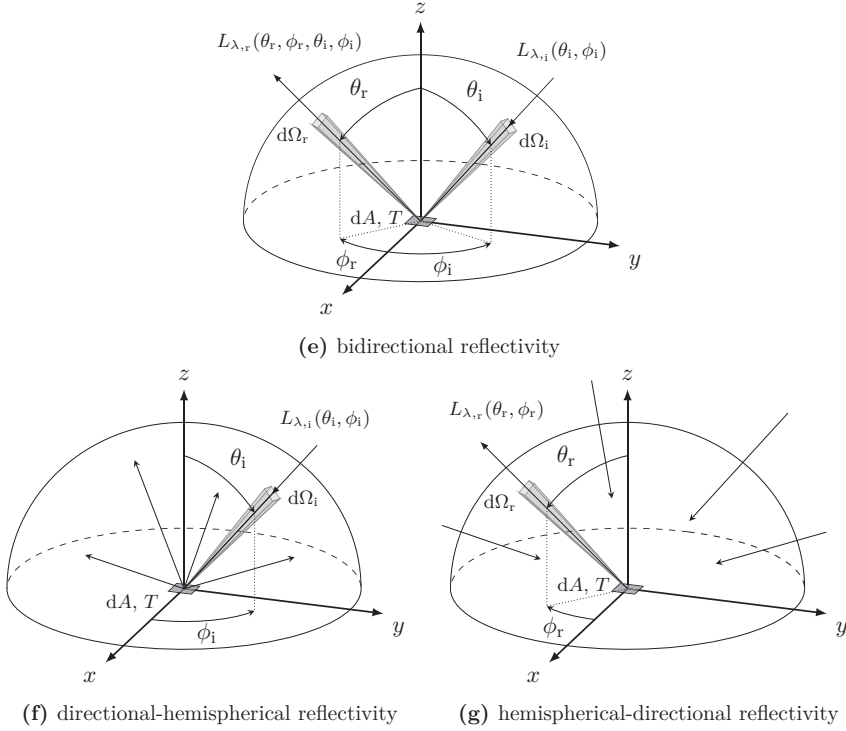 z
L_{λ,r}(θ_r, ϕ_r, θ_i, ϕ_i)
L_{λ,i}(θ_i, ϕ_i)
θ_r
θ_i
dΩ_r
dΩ_i
dA, T
ϕ_r
ϕ_i
y
x
(e) bidirectional reflectivity
z
L_{λ,i}(θ_i, ϕ_i)
θ_i
dΩ_i
dA, T
ϕ_i
y
x
(f) directional-hemispherical reflectivity
z
L_{λ,r}(θ_r, ϕ_r)
θ_r
dΩ_r
dA, T
ϕ_r
y
x
(g) hemispherical-directional reflectivity